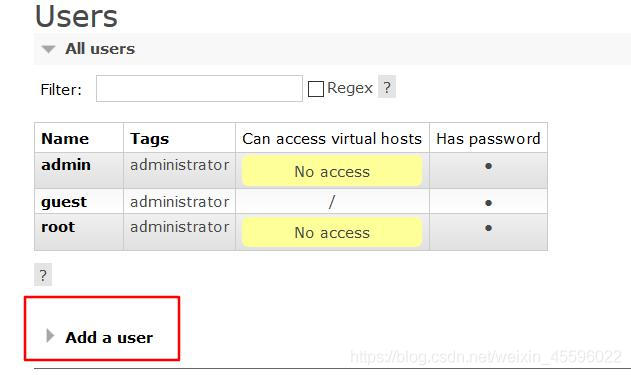 Users
All users
Filter: Regex ?
Name Tags Can access virtual hosts Has password
admin administrator No access •
guest administrator / •
root administrator No access •
?
Add a user
https://blog.csdn.net/weixin_45596022